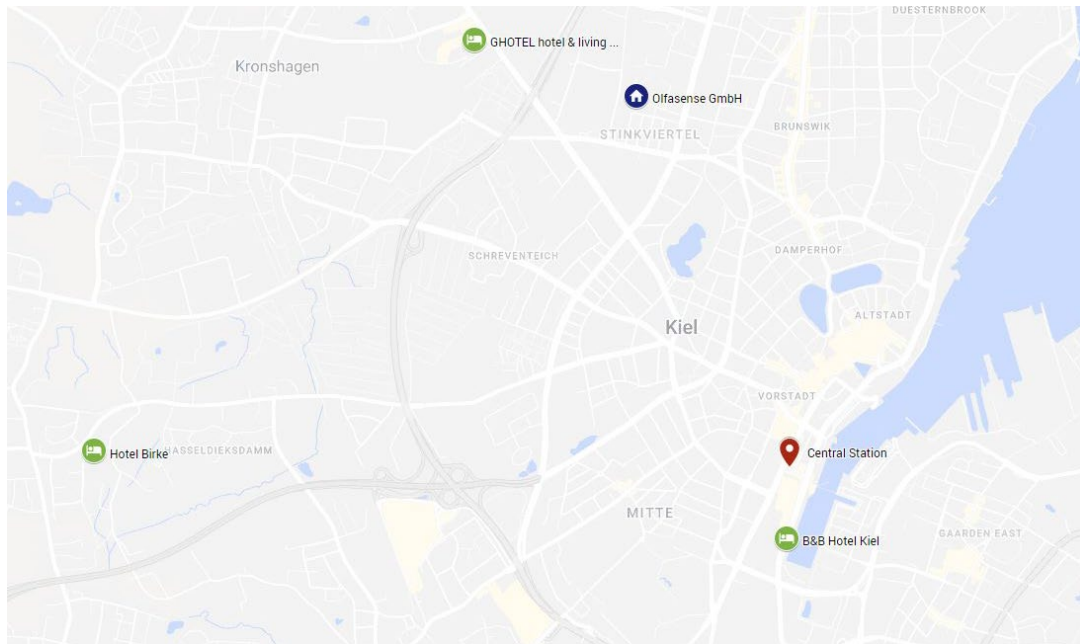 DUESTERNBROOK
GHOTEL hotel & living ...
Kronshagen
Olfasense GmbH
STINKVIERTEL
BRUNSWIK
DAMPERHOF
SCHREVENTEICH
ALTSTADT
Kiel
VORSTADT
Hotel Birke
HASSELDIEKSDAMM
Central Station
MITTE
B&B Hotel Kiel
GAARDEN EAST